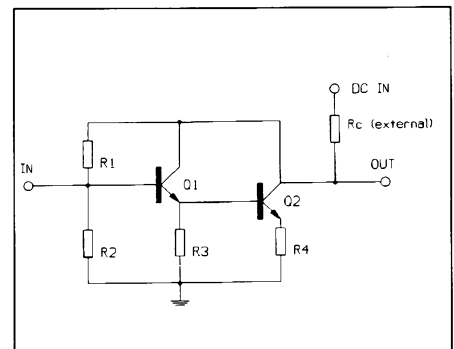 DC IN
Rc (external)
IN
R1
Q1
OUT
Q2
R2
R3
R4